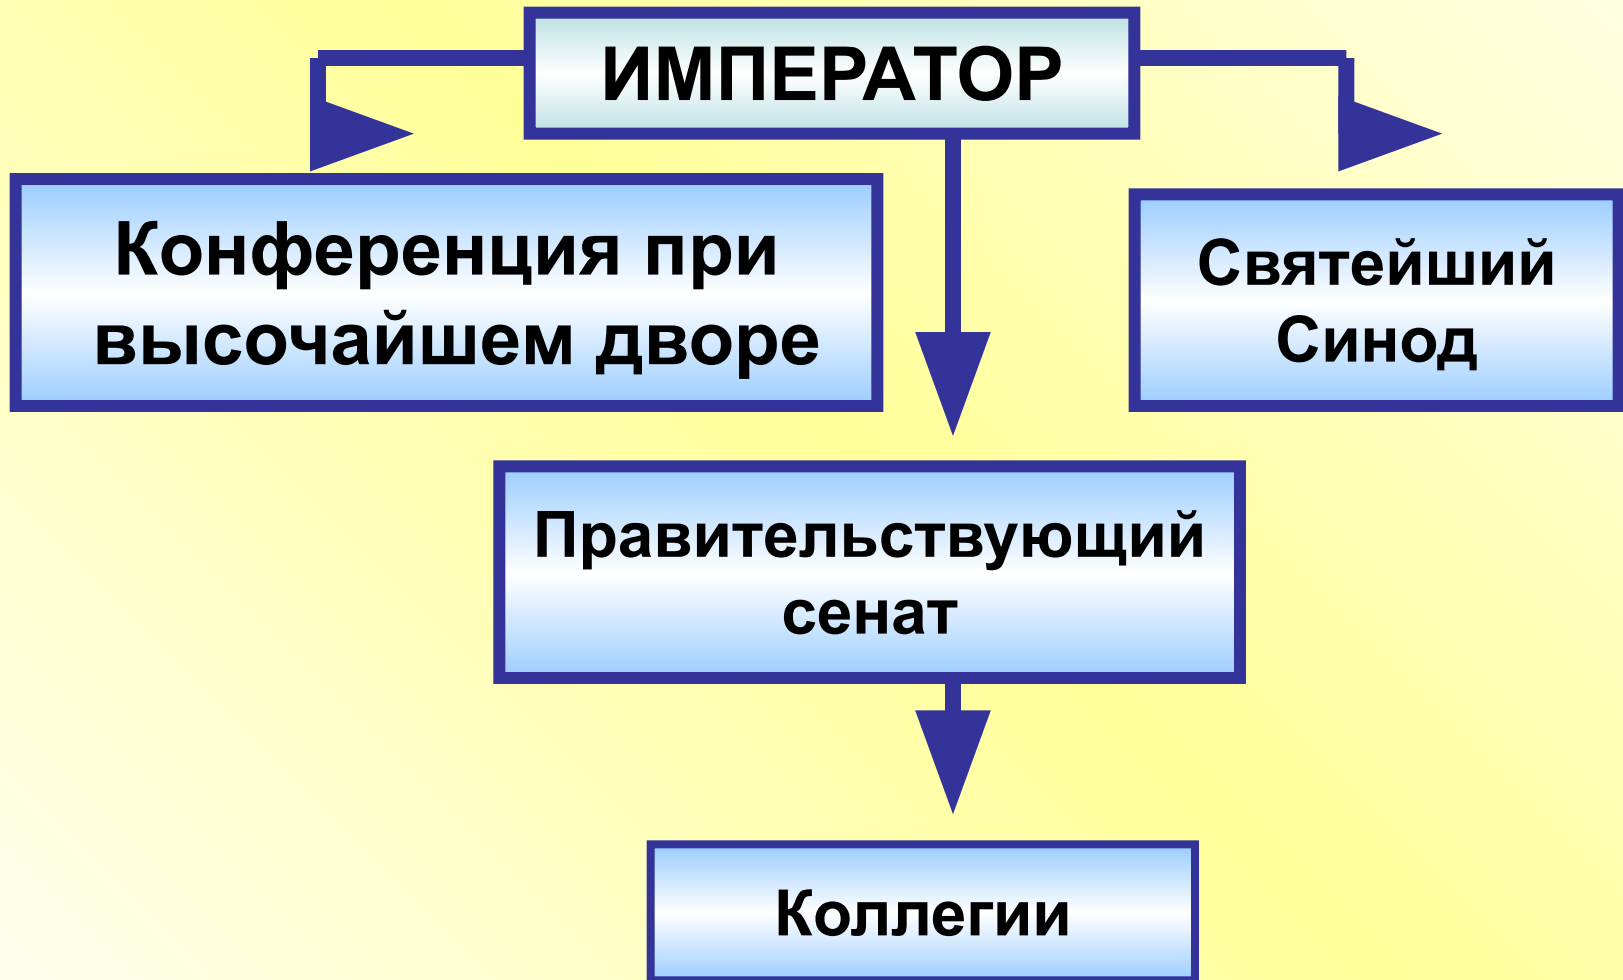 ИМПЕРАТОР
Конференция при
высочайшем дворе
Святейший
Синод
Правительствующий
сенат
Коллегии